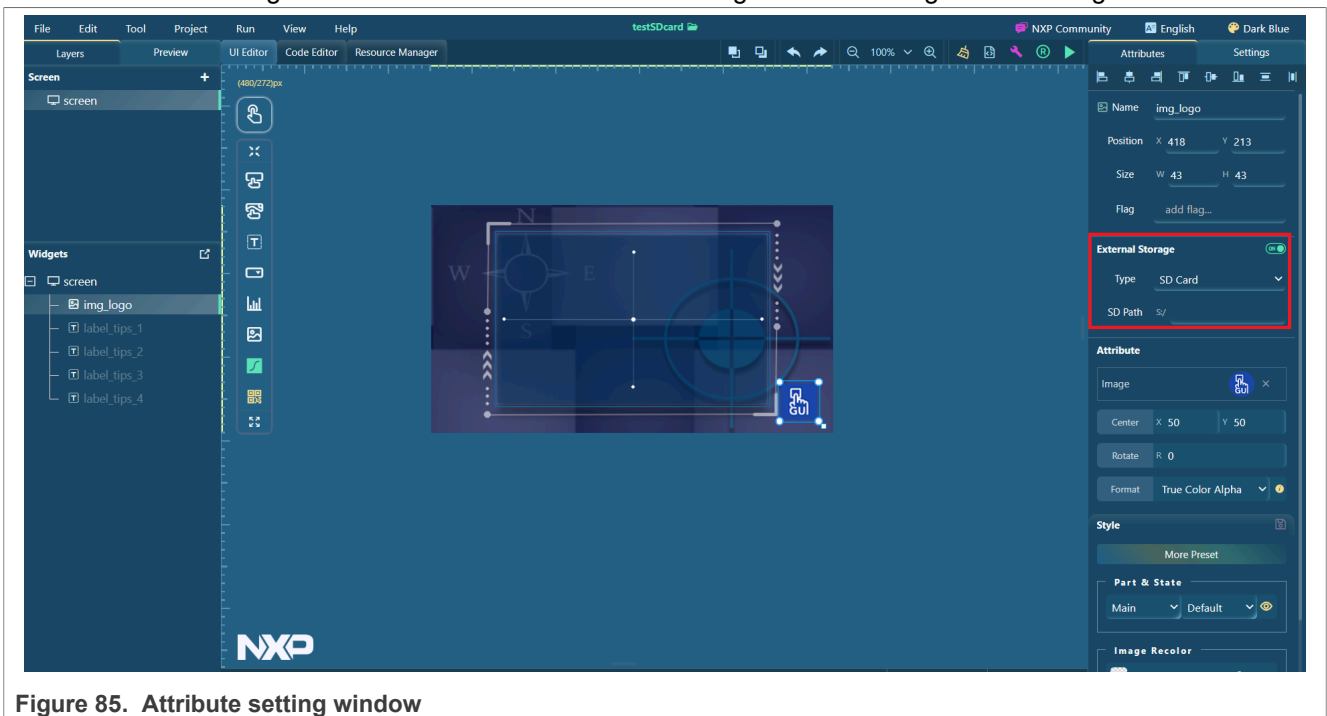 File Edit Tool Project Run View Help testSDcard NXP Community English Dark Blue
Layers Preview UI Editor Code Editor Resource Manager 100% Attributes Settings
Screen +
screen
(480/272)px
Name img_logo
Position X 418 Y 213
Size W 43 H 43
Flag add flag...
Widgets
screen
img_logo
label_tips_1
label_tips_2
label_tips_3
label_tips_4
N
W E
S
GUI
External Storage ON
Type SD Card
SD Path S:/
Attribute
Image GUI ×
Center X 50 Y 50
Rotate R 0
Format True Color Alpha
Style
More Preset
Part & State
Main Default
Image Recolor
NXP
Figure 85. Attribute setting window